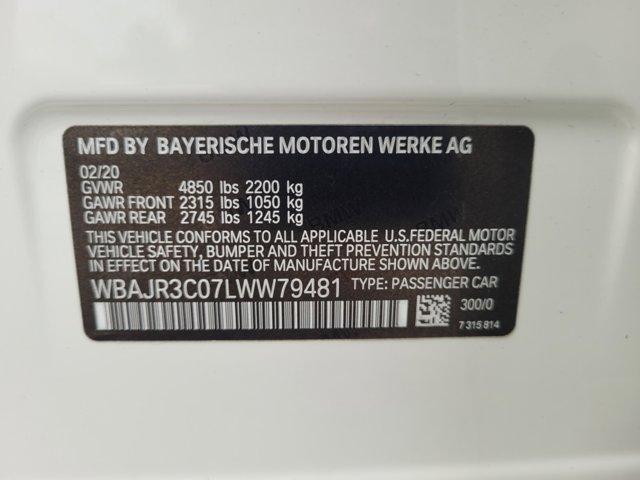 MFD BY BAYERISCHE MOTOREN WERKE AG
02/20
GVWR 4850 lbs 2200 kg
GAWR FRONT 2315 lbs 1050 kg
GAWR REAR 2745 lbs 1245 kg
THIS VEHICLE CONFORMS TO ALL APPLICABLE U.S.FEDERAL MOTOR
VEHICLE SAFETY, BUMPER AND THEFT PREVENTION STANDARDS
IN EFFECT ON THE DATE OF MANUFACTURE SHOWN ABOVE.
WBAJR3C07LWW79481 TYPE: PASSENGER CAR
300/0
7 315 814